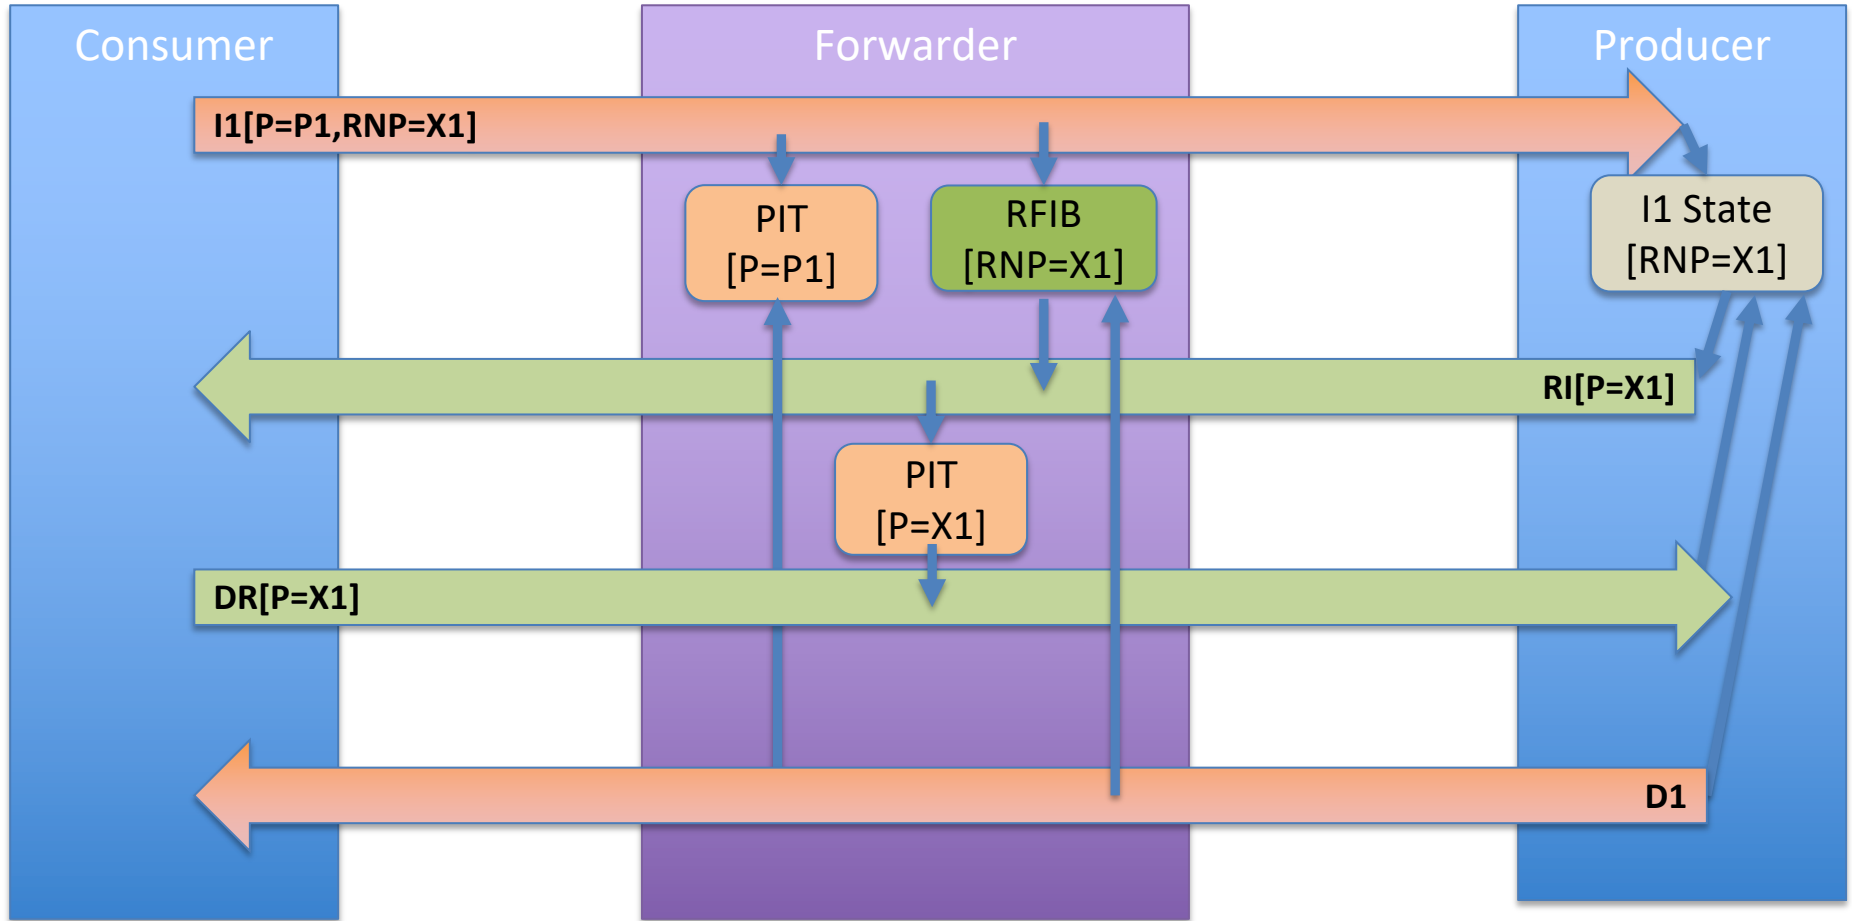 Consumer
Forwarder
Producer
I1[P=P1,RNP=X1]
PIT
[P=P1]
RFIB
[RNP=X1]
I1 State
[RNP=X1]
RI[P=X1]
PIT
[P=X1]
DR[P=X1]
D1